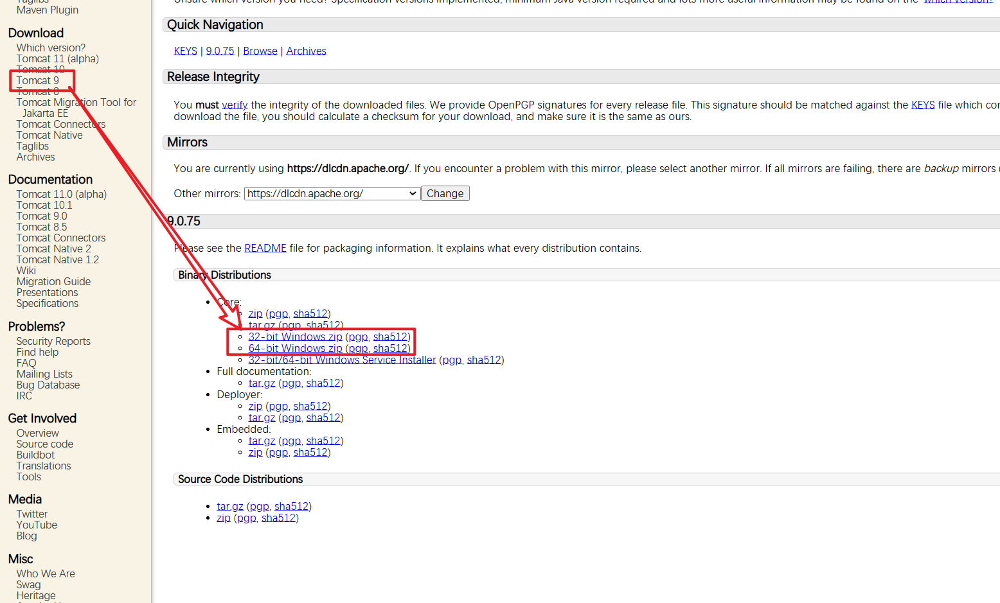 Taglibs
Maven Plugin
Download
Which version?
Tomcat 11 (alpha)
Tomcat 10
Tomcat 9
Tomcat 8
Tomcat Migration Tool for
Jakarta EE
Tomcat Connectors
Tomcat Native
Taglibs
Archives
Documentation
Tomcat 11.0 (alpha)
Tomcat 10.1
Tomcat 9.0
Tomcat 8.5
Tomcat Connectors
Tomcat Native 2
Tomcat Native 1.2
Wiki
Migration Guide
Presentations
Specifications
Problems?
Security Reports
Find help
FAQ
Mailing Lists
Bug Database
IRC
Get Involved
Overview
Source code
Buildbot
Translations
Tools
Media
Twitter
YouTube
Blog
Misc
Who We Are
Swag
Heritage
Unsure which version you need? Specification versions implemented, minimum Java version required and lots more useful information may be found on the 'which version?'
Quick Navigation
KEYS | 9.0.75 | Browse | Archives
Release Integrity
You must verify the integrity of the downloaded files. We provide OpenPGP signatures for every release file. This signature should be matched against the KEYS file which con
download the file, you should calculate a checksum for your download, and make sure it is the same as ours.
Mirrors
You are currently using https://dlcdn.apache.org/. If you encounter a problem with this mirror, please select another mirror. If all mirrors are failing, there are backup mirrors (
Other mirrors: https://dlcdn.apache.org/ Change
9.0.75
Please see the README file for packaging information. It explains what every distribution contains.
Binary Distributions
Core:
zip (pgp, sha512)
tar.gz (pgp, sha512)
32-bit Windows zip (pgp, sha512)
64-bit Windows zip (pgp, sha512)
32-bit/64-bit Windows Service Installer (pgp, sha512)
Full documentation:
tar.gz (pgp, sha512)
Deployer:
zip (pgp, sha512)
tar.gz (pgp, sha512)
Embedded:
tar.gz (pgp, sha512)
zip (pgp, sha512)
Source Code Distributions
tar.gz (pgp, sha512)
zip (pgp, sha512)